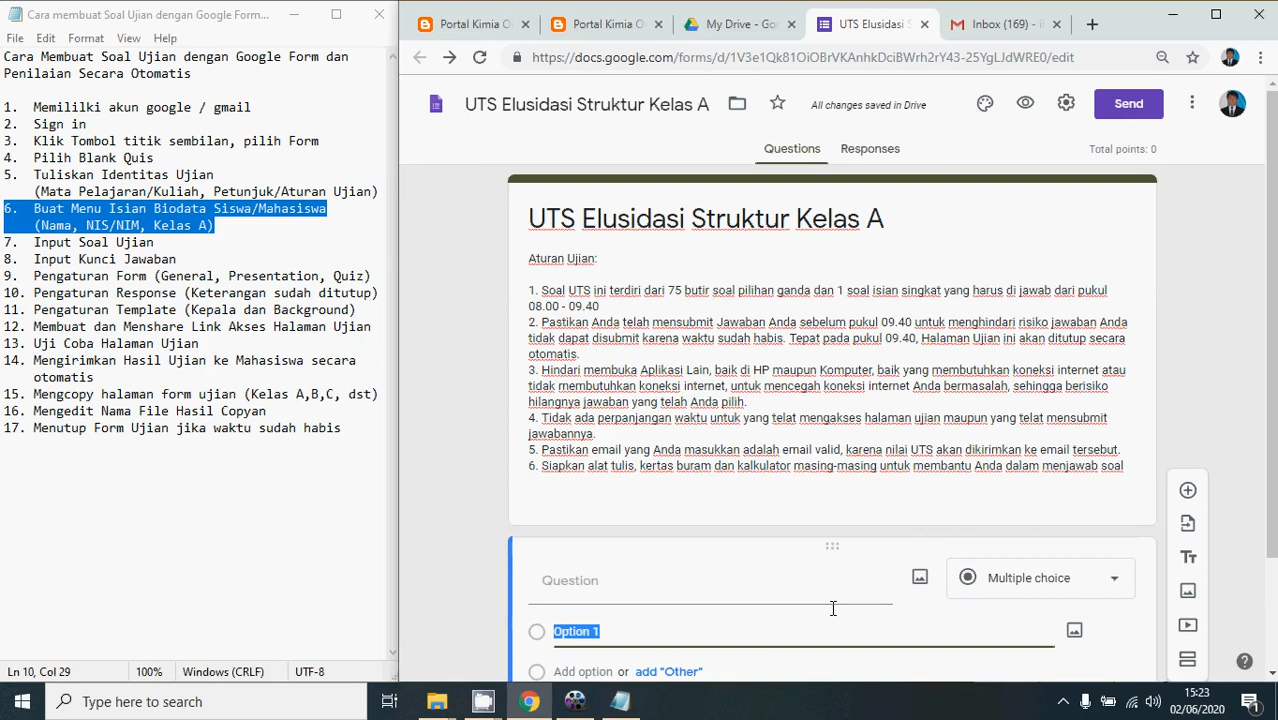 Cara membuat Soal Ujian dengan Google Form...
File Edit Format View Help
Cara Membuat Soal Ujian dengan Google Form dan
Penilaian Secara Otomatis
1. Memililki akun google / gmail
2. Sign in
3. Klik Tombol titik sembilan, pilih Form
4. Pilih Blank Quis
5. Tuliskan Identitas Ujian
(Mata Pelajaran/Kuliah, Petunjuk/Aturan Ujian)
6. Buat Menu Isian Biodata Siswa/Mahasiswa
(Nama, NIS/NIM, Kelas A)
7. Input Soal Ujian
8. Input Kunci Jawaban
9. Pengaturan Form (General, Presentation, Quiz)
10. Pengaturan Response (Keterangan sudah ditutup)
11. Pengaturan Template (Kepala dan Background)
12. Membuat dan Menshare Link Akses Halaman Ujian
13. Uji Coba Halaman Ujian
14. Mengirimkan Hasil Ujian ke Mahasiswa secara
otomatis
15. Mengcopy halaman form ujian (Kelas A,B,C, dst)
16. Mengedit Nama File Hasil Copyan
17. Menutup Form Ujian jika waktu sudah habis
Ln 10, Col 29 100% Windows (CRLF) UTF-8
Portal Kimia O
Portal Kimia O
My Drive - Goo
UTS Elusidasi S
Inbox (169) - i
https://docs.google.com/forms/d/1V3e1Qk81OiOBrVKAnhkDciBWrh2rY43-25YgLJdWRE0/edit
UTS Elusidasi Struktur Kelas A
All changes saved in Drive
Send
Questions Responses Total points: 0
UTS Elusidasi Struktur Kelas A
Aturan Ujian:
1. Soal UTS ini terdiri dari 75 butir soal pilihan ganda dan 1 soal isian singkat yang harus di jawab dari pukul
08.00 - 09.40
2. Pastikan Anda telah mensubmit Jawaban Anda sebelum pukul 09.40 untuk menghindari risiko jawaban Anda
tidak dapat disubmit karena waktu sudah habis. Tepat pada pukul 09.40, Halaman Ujian ini akan ditutup secara
otomatis.
3. Hindari membuka Aplikasi Lain, baik di HP maupun Komputer, baik yang membutuhkan koneksi internet atau
tidak membutuhkan koneksi internet, untuk mencegah koneksi internet Anda bermasalah, sehingga berisiko
hilangnya jawaban yang telah Anda pilih.
4. Tidak ada perpanjangan waktu untuk yang telat mengakses halaman ujian maupun yang telat mensubmit
jawabannya.
5. Pastikan email yang Anda masukkan adalah email valid, karena nilai UTS akan dikirimkan ke email tersebut.
6. Siapkan alat tulis, kertas buram dan kalkulator masing-masing untuk membantu Anda dalam menjawab soal
Question
Multiple choice
Option 1
Add option or add "Other"
Type here to search
15:23
02/06/2020
1